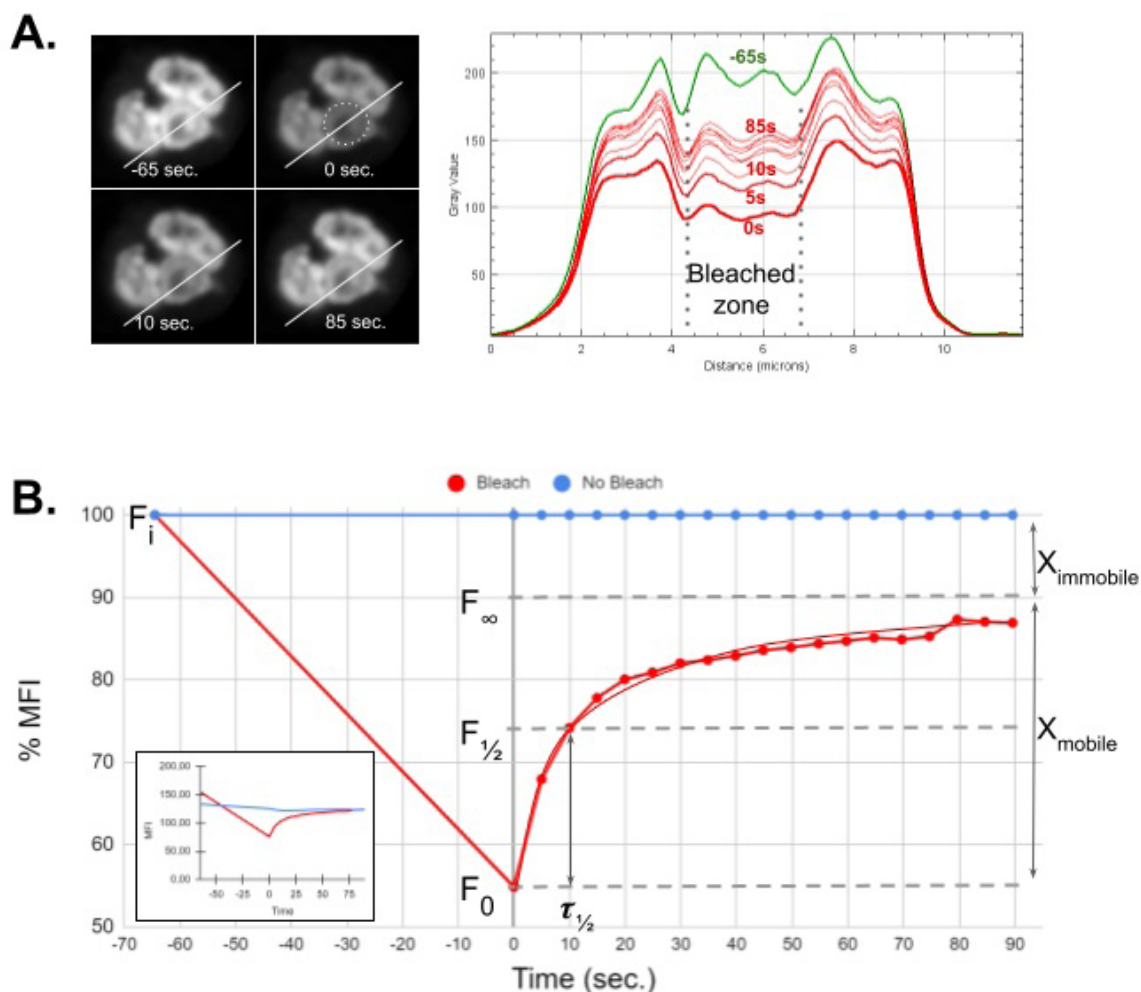 A.
-65 sec.
0 sec.
10 sec.
85 sec.
Gray Value
200
150
100
50
-65s
85s
10s
5s
0s
Bleached
zone
0 2 4 6 8 10
Distance (microns)
B.
Bleach No Bleach
% MFI
100
90
80
70
60
50
Fi
F∞
F½
F0
τ½
Ximmobile
Xmobile
MFI
200,00
150,00
100,00
50,00
0,00
-50 -25 0 25 50 75
Time
-70 -60 -50 -40 -30 -20 -10 0 10 20 30 40 50 60 70 80 90
Time (sec.)